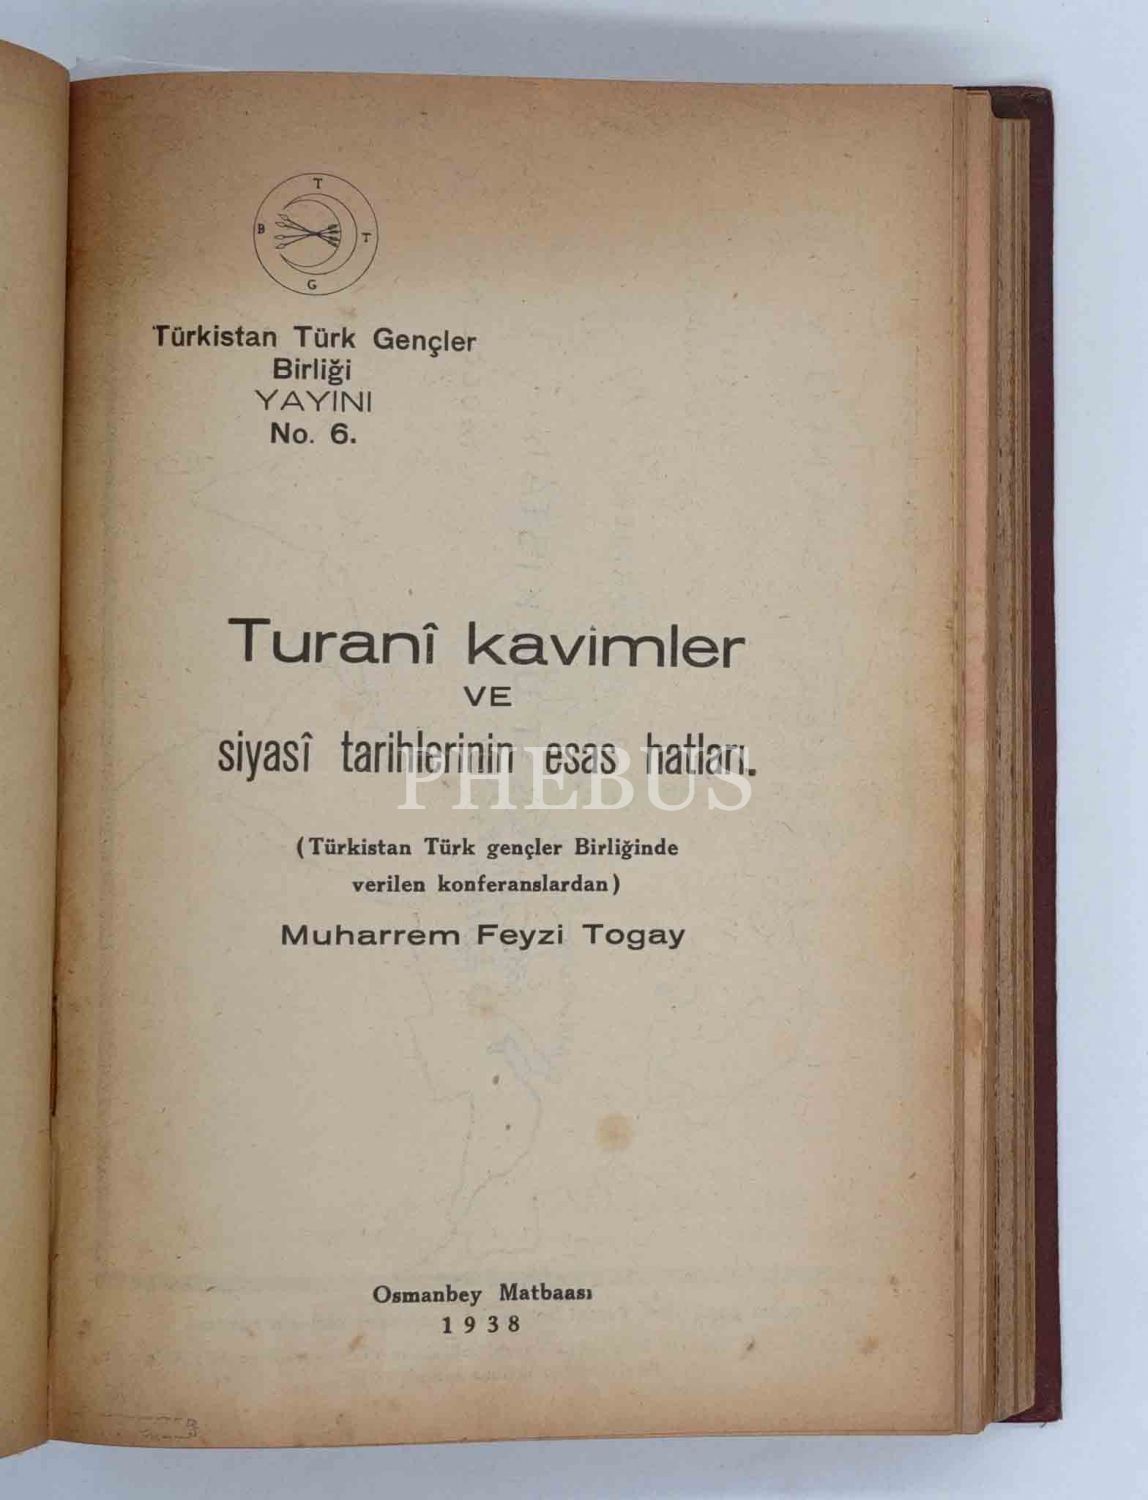 T
B
T
G
Türkistan Türk Gençler
Birliği
YAYINI
No. 6.
Turanî kavimler
VE
siyasî tarihlerinin esas hatları.
PHEBUS
(Türkistan Türk gençler Birliğinde
verilen konferanslardan)
Muharrem Feyzi Togay
Osmanbey Matbaası
1938